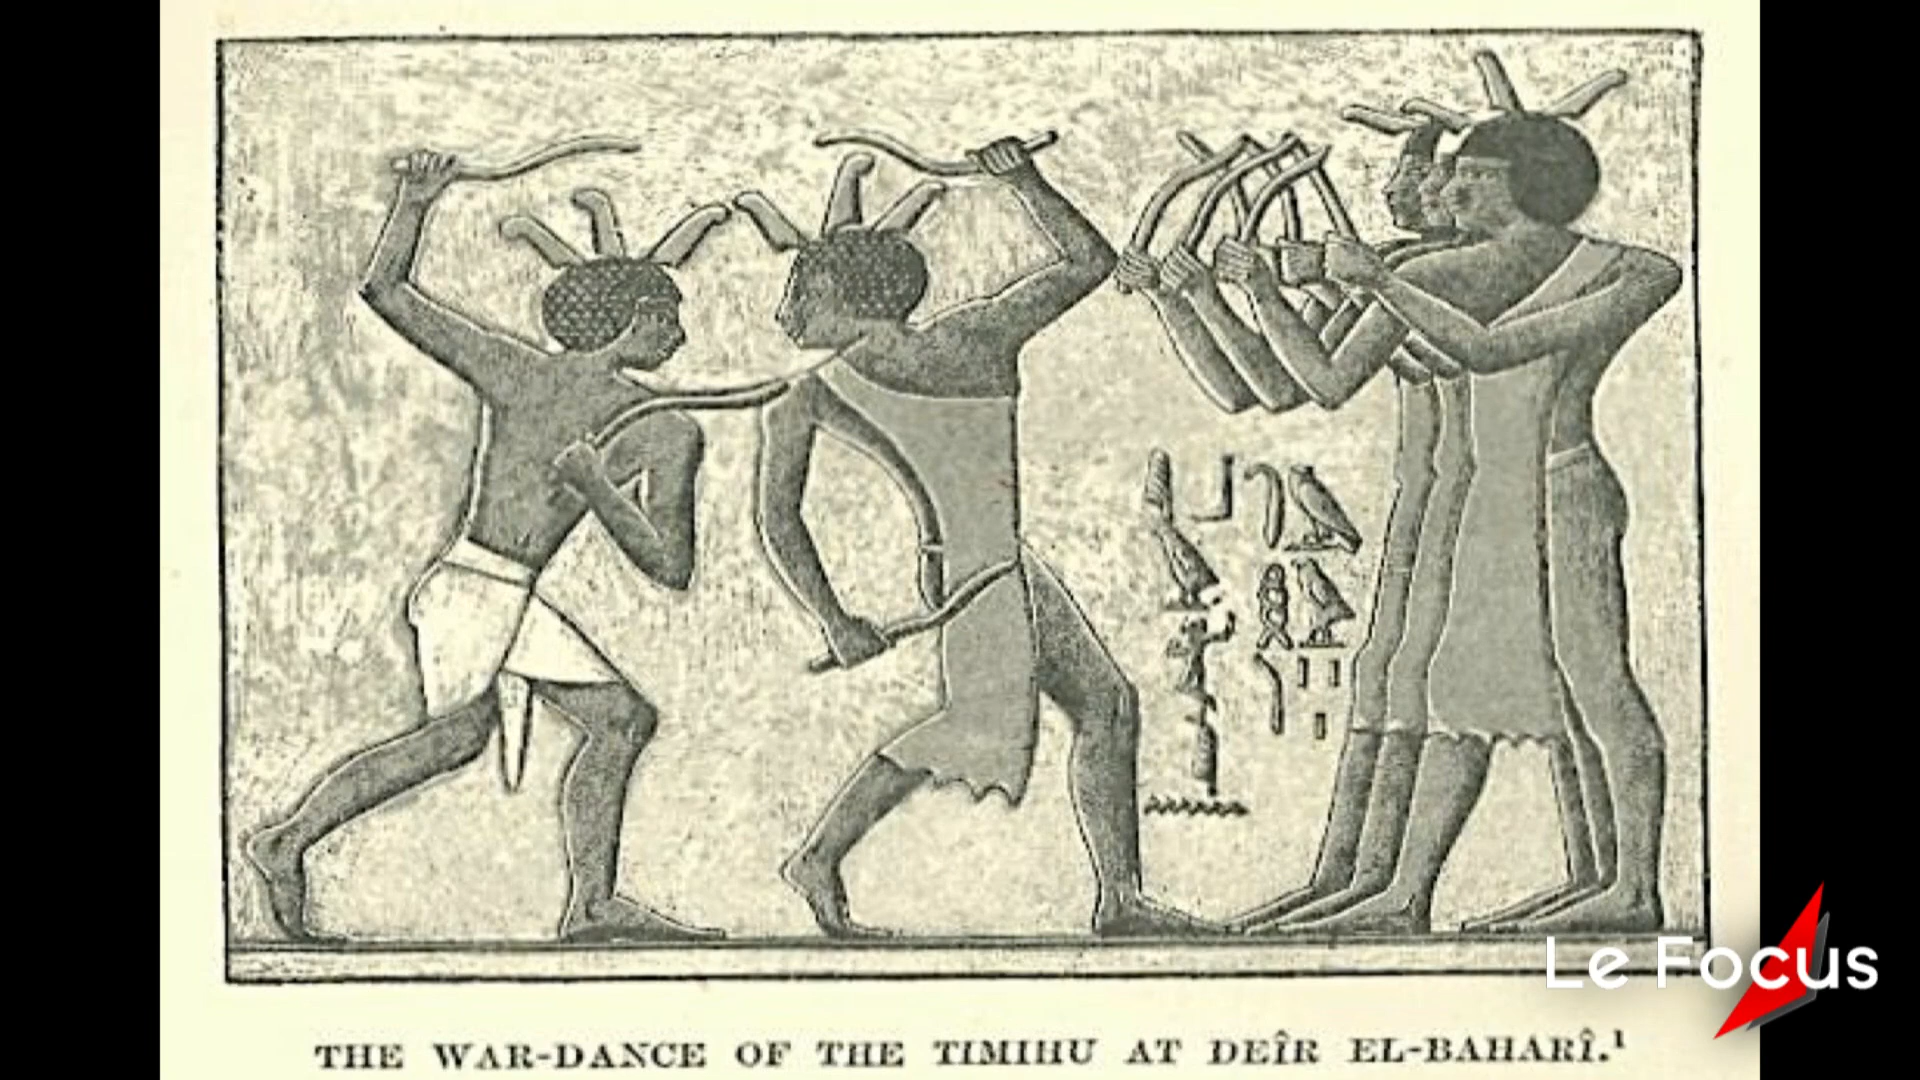 THE WAR-DANCE OF THE TIMIHU AT DEÎR EL-BAHARÎ.¹
Le Focus